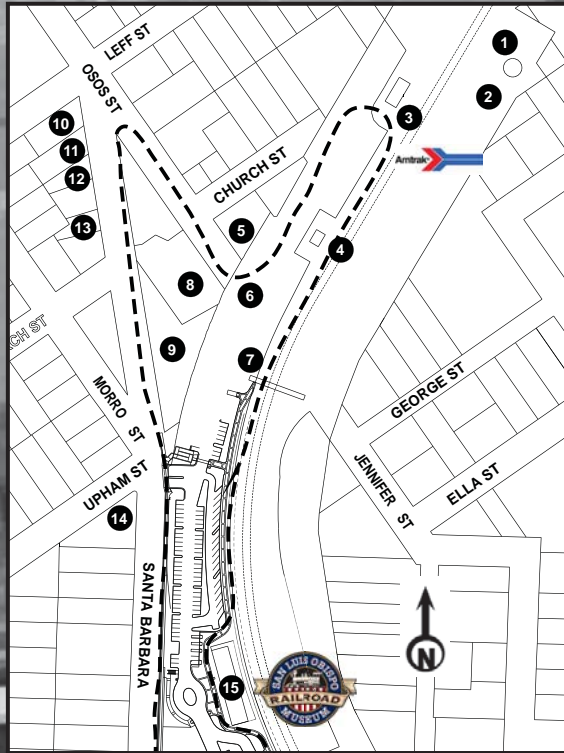 LEFF ST
OSOS ST
1
2
3
Amtrak
10
11
12
13
CHURCH ST
5
4
8
6
9
7
CH ST
MORRO ST
GEORGE ST
UPHAM ST
JENNIFER ST
ELLA ST
14
SANTA BARBARA
N
15
SAN LUIS OBISPO
RAILROAD
MUSEUM